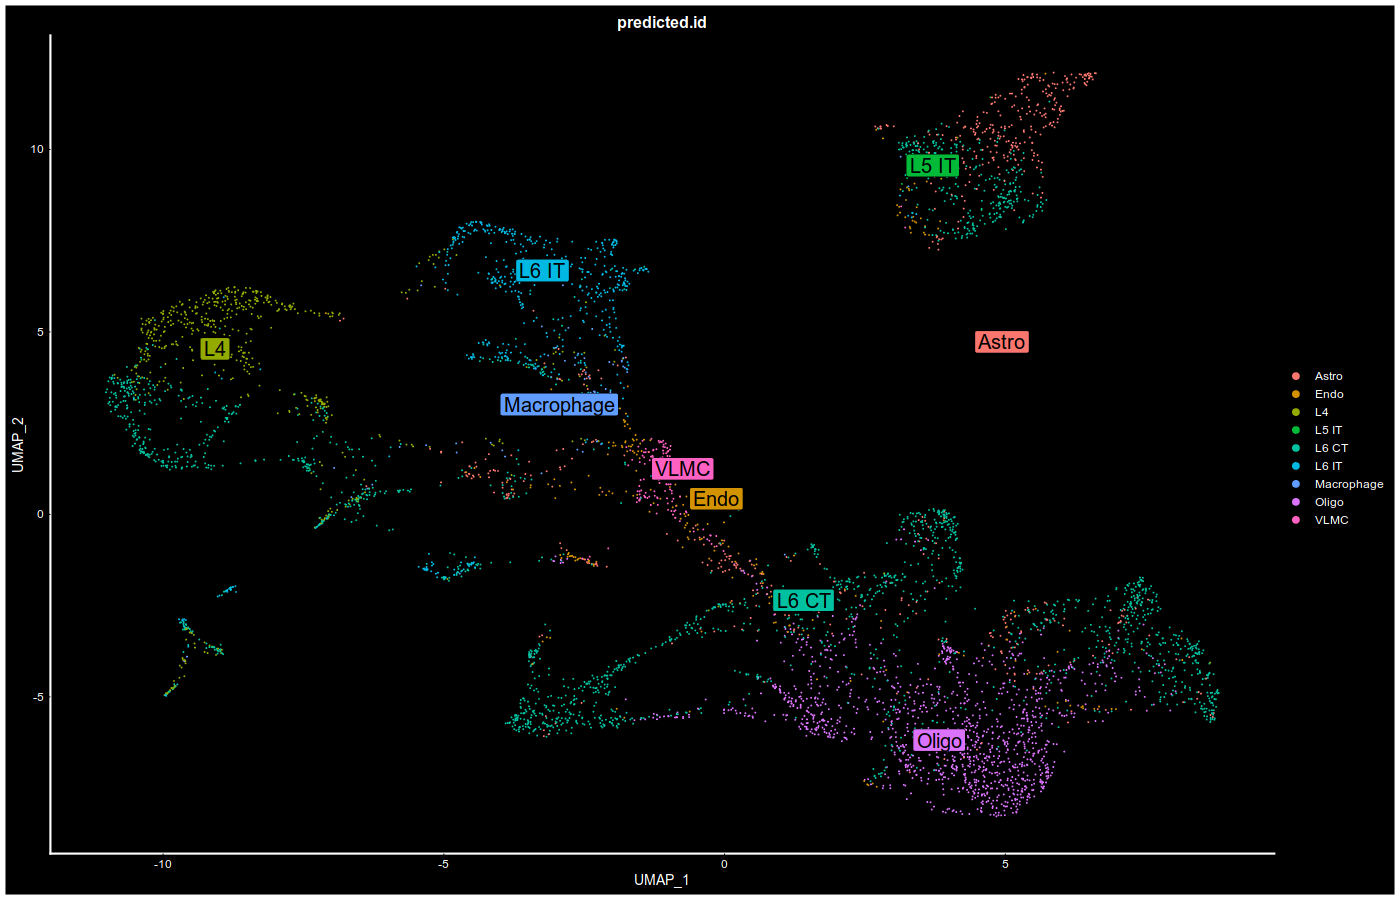 predicted.id
10
5
0
-5
UMAP_2
-10
-5
0
5
UMAP_1
L5 IT
L6 IT
Astro
L4
Macrophage
VLMC
Endo
L6 CT
Oligo
Astro
Endo
L4
L5 IT
L6 CT
L6 IT
Macrophage
Oligo
VLMC